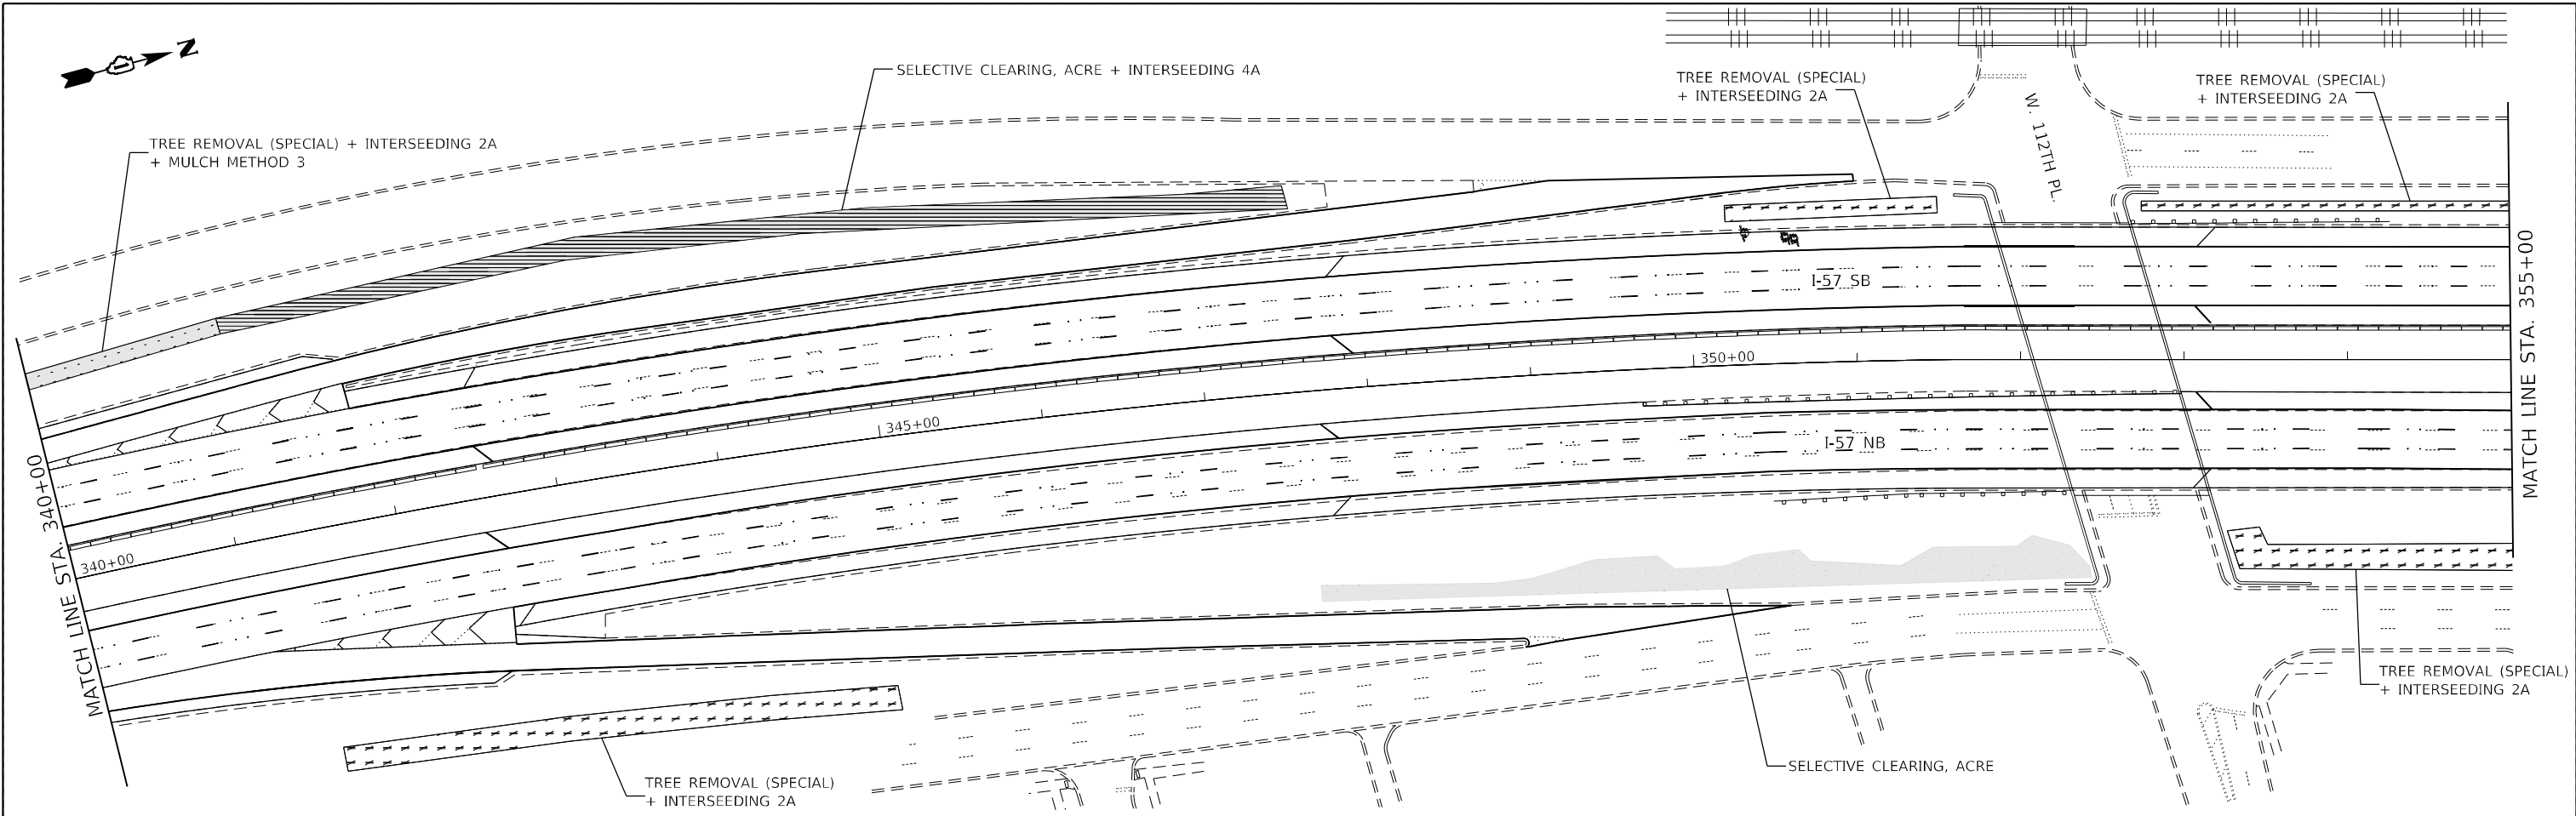 N
SELECTIVE CLEARING, ACRE + INTERSEEDING 4A
TREE REMOVAL (SPECIAL)
+ INTERSEEDING 2A
TREE REMOVAL (SPECIAL)
+ INTERSEEDING 2A
TREE REMOVAL (SPECIAL) + INTERSEEDING 2A
+ MULCH METHOD 3
W. 112TH PL.
I-57 SB
MATCH LINE STA. 355+00
350+00
345+00
I-57 NB
340+00
MATCH LINE STA. 340+00
TREE REMOVAL (SPECIAL)
+ INTERSEEDING 2A
SELECTIVE CLEARING, ACRE
TREE REMOVAL (SPECIAL)
+ INTERSEEDING 2A